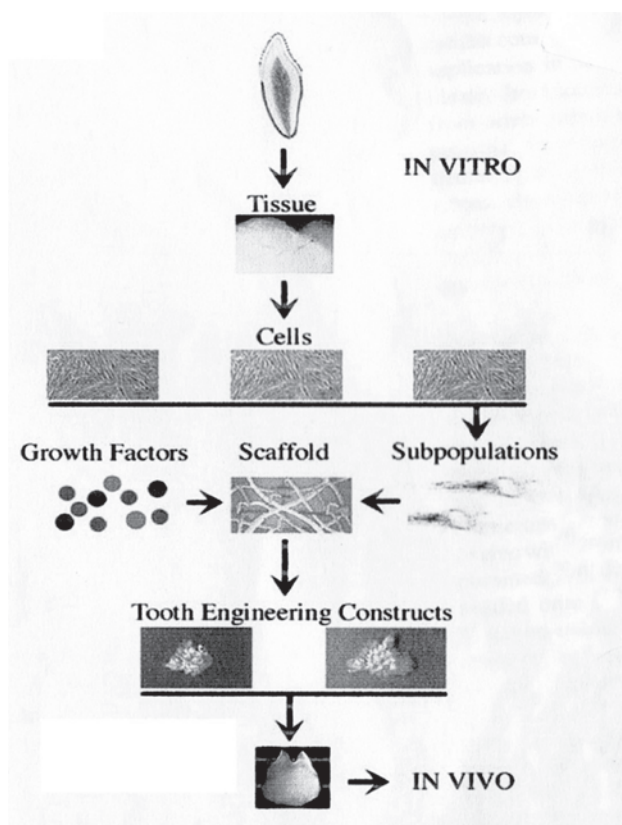 IN VITRO
Tissue
Cells
Growth Factors
Scaffold
Subpopulations
Tooth Engineering Constructs
IN VIVO